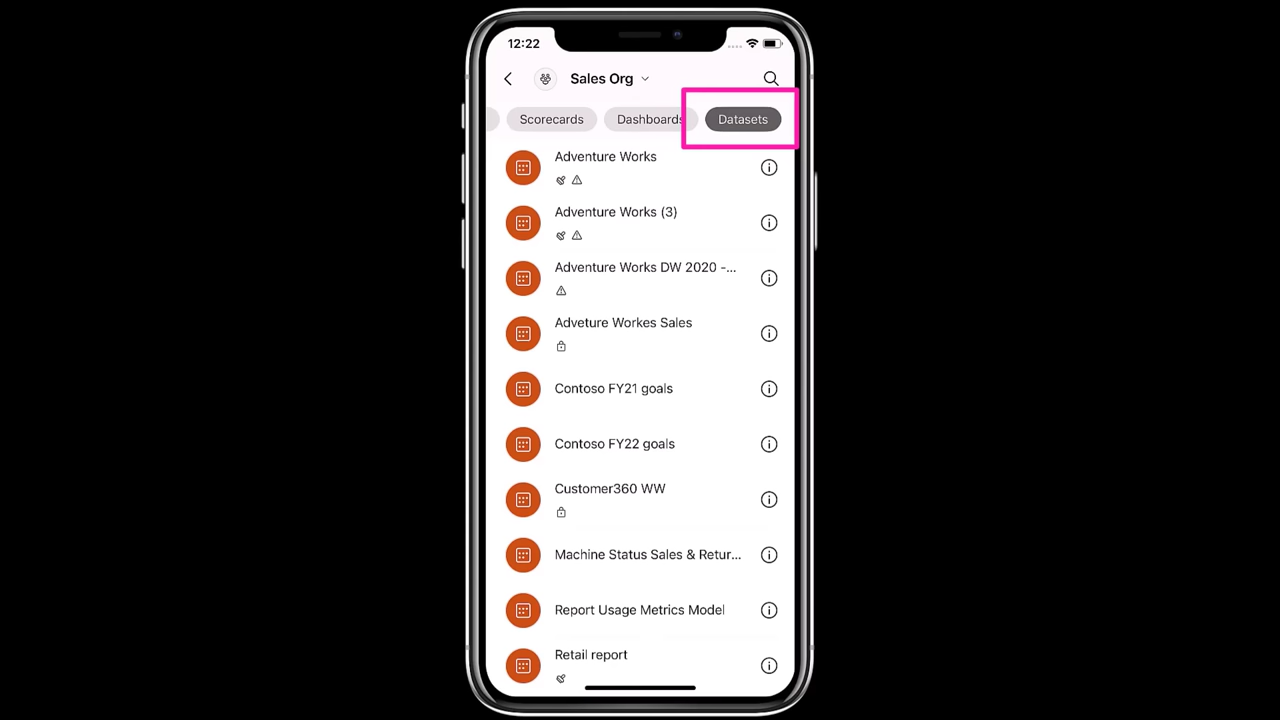 12:22
Sales Org
Scorecards
Dashboards
Datasets
Adventure Works
Adventure Works (3)
Adventure Works DW 2020 -...
Adveture Workes Sales
Contoso FY21 goals
Contoso FY22 goals
Customer360 WW
Machine Status Sales & Retur...
Report Usage Metrics Model
Retail report